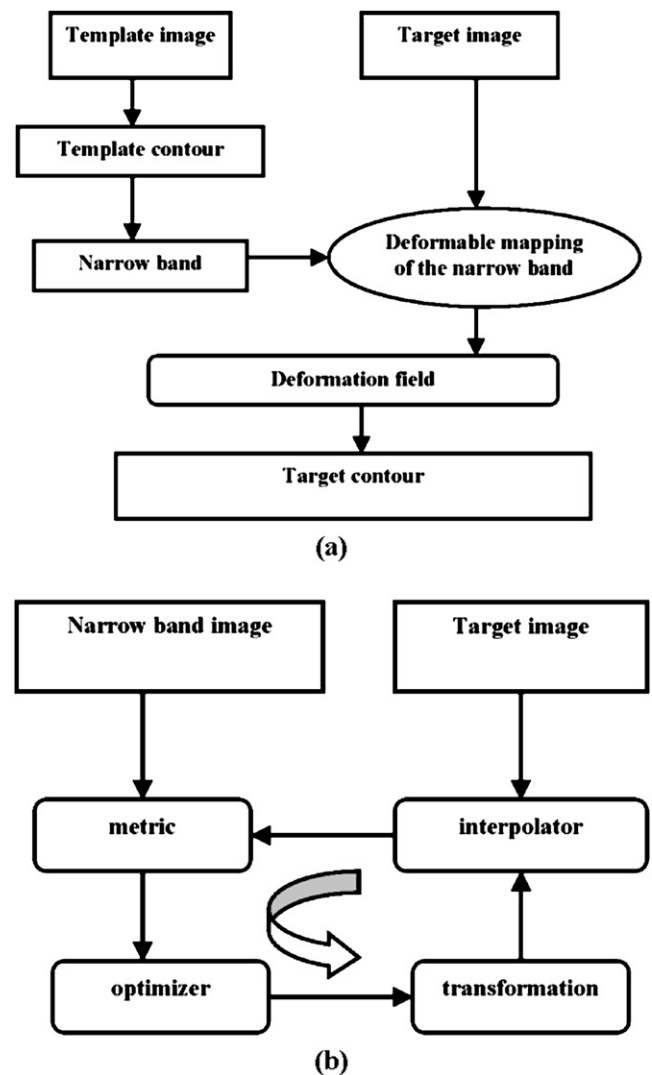 Template image
Target image
Template contour
Narrow band
Deformable mapping
of the narrow band
Deformation field
Target contour
(a)
Narrow band image
Target image
metric
interpolator
optimizer
transformation
(b)